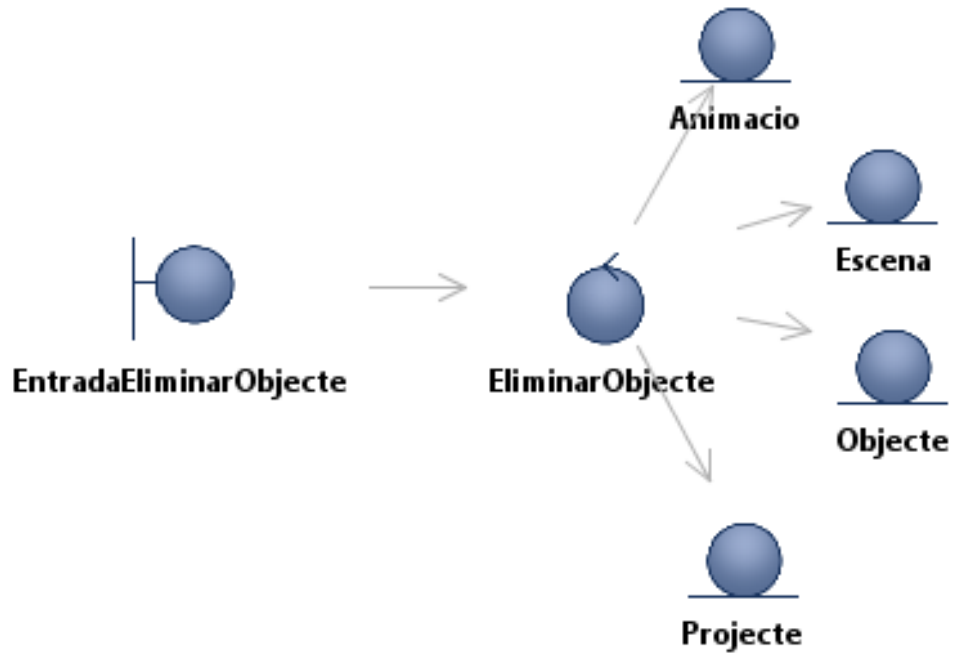 Animacio
Escena
EntradaEliminarObjecte
EliminarObjecte
Objecte
Projecte